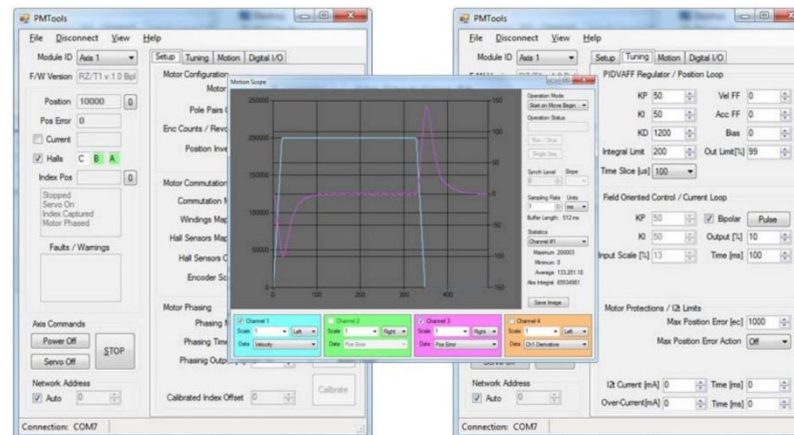 PMTools
File Disconnect View Help
Module ID Axis 1
F/W Version RZ/T1 v.1.0 Bpl
Position 10000 0
Pos Error 0
Current
Halls C B A
Index Pos 0
Stopped
Servo On
Index Captured
Motor Phased
Faults / Warnings
Axis Commands
Power Off
Servo Off
STOP
Network Address
Auto 0
Connection: COM7
Setup Tuning Motion Digital I/O
Motor Configuration
Motor
Pole Pairs
Enc Counts / Revo
Position Inve
Motor Commutation
Commutation
Windings Map
Hall Sensors Map
Hall Sensors
Encoder Sc
Motor Phasing
Phasing
Phasing Time
Phasing Outp
Calibrated Index Offset 0
Calibrate
Motion Scope
250000
200000
150000
100000
50000
0
150
100
50
0
-50
-100
-150
0 100 200 300 400
Operation Mode
Start on Move Begin
Operation Status
Run / Stop
Single Seq
Synch Level Slope
0
Sampling Rate Units
1 ms
Buffer Length: 512 ms
Statistics
Channel #1
Maximum 200003
Minimum 0
Average 133,201.18
Abs Integral 65534981
Save Image
Channel 1
Scale 1 Left
Data Velocity
Channel 2
Scale 1 Right
Data Pos Error
Channel 3
Scale 1 Right
Data Pos Error
Channel 4
Scale 1 Left
Data Ch1 Derivative
PMTools
File Disconnect View Help
Module ID Axis 1
RZ/T1 v.1.0 Bpl
Setup Tuning Motion Digital I/O
PIDVAFF Regulator / Position Loop
KP 50 Vel FF 0
KI 50 Acc FF 0
KD 1200 Bias 0
Integral Limit 200 Out Limit[%] 99
Time Slice [us] 100
Field Oriented Control / Current Loop
KP 50 Bipolar Pulse
KI 50 Output [%] 10
Input Scale [%] 13 Time [ms] 100
Motor Protections / I2t Limits
Max Position Error [ec] 1000
Max Position Error Action Off
I2t Current [mA] 0 Time [ms] 0
Over-Current[mA] 0 Time [ms] 0
Network Address
Auto 0
Connection: COM7